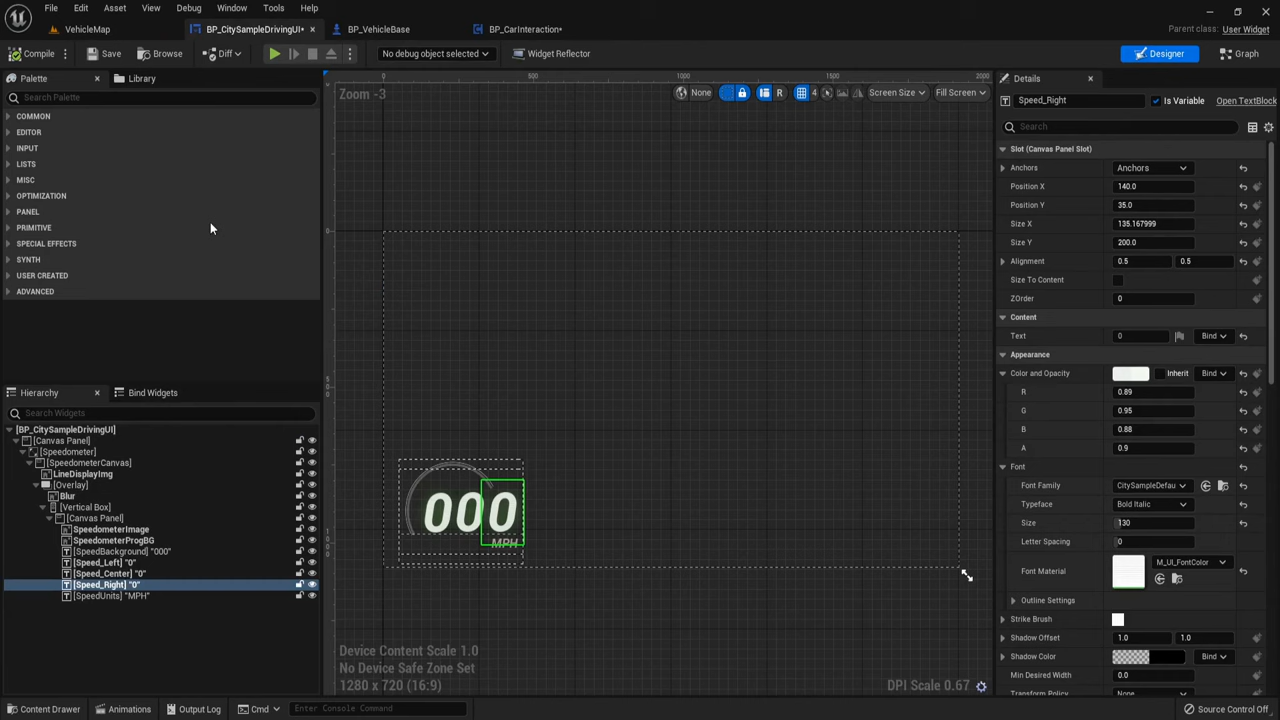 File Edit Asset View Debug Window Tools Help
VehicleMap BP_CitySampleDrivingUI* BP_VehicleBase BP_CarInteraction* Parent class: User Widget
Compile Save Browse Diff No debug object selected Widget Reflector Designer Graph
Palette Library
Search Palette
COMMON
EDITOR
INPUT
LISTS
MISC
OPTIMIZATION
PANEL
PRIMITIVE
SPECIAL EFFECTS
SYNTH
USER CREATED
ADVANCED
Hierarchy Bind Widgets
Search Widgets
[BP_CitySampleDrivingUI]
[Canvas Panel]
[Speedometer]
[SpeedometerCanvas]
LineDisplayImg
[Overlay]
Blur
[Vertical Box]
[Canvas Panel]
SpeedometerImage
SpeedometerProgBG
[SpeedBackground] "000"
[Speed_Left] "0"
[Speed_Center] "0"
[Speed_Right] "0"
[SpeedUnits] "MPH"
0 500 1000 1500 2000
Zoom -3 None R 4 Screen Size Fill Screen
0
500
1000
000
MPH
Device Content Scale 1.0
No Device Safe Zone Set
1280 x 720 (16:9) DPI Scale 0.67
Details
Speed_Right Is Variable Open TextBlock
Search
Slot (Canvas Panel Slot)
Anchors Anchors
Position X 140.0
Position Y 35.0
Size X 135.167999
Size Y 200.0
Alignment 0.5 0.5
Size To Content
ZOrder 0
Content
Text 0 Bind
Appearance
Color and Opacity Inherit Bind
R 0.89
G 0.95
B 0.88
A 0.9
Font
Font Family CitySampleDefau
Typeface Bold Italic
Size 130
Letter Spacing 0
Font Material M_UI_FontColor
Outline Settings
Strike Brush
Shadow Offset 1.0 1.0
Shadow Color Bind
Min Desired Width 0.0
Transform Policy None
Content Drawer Animations Output Log Cmd Enter Console Command Source Control Off